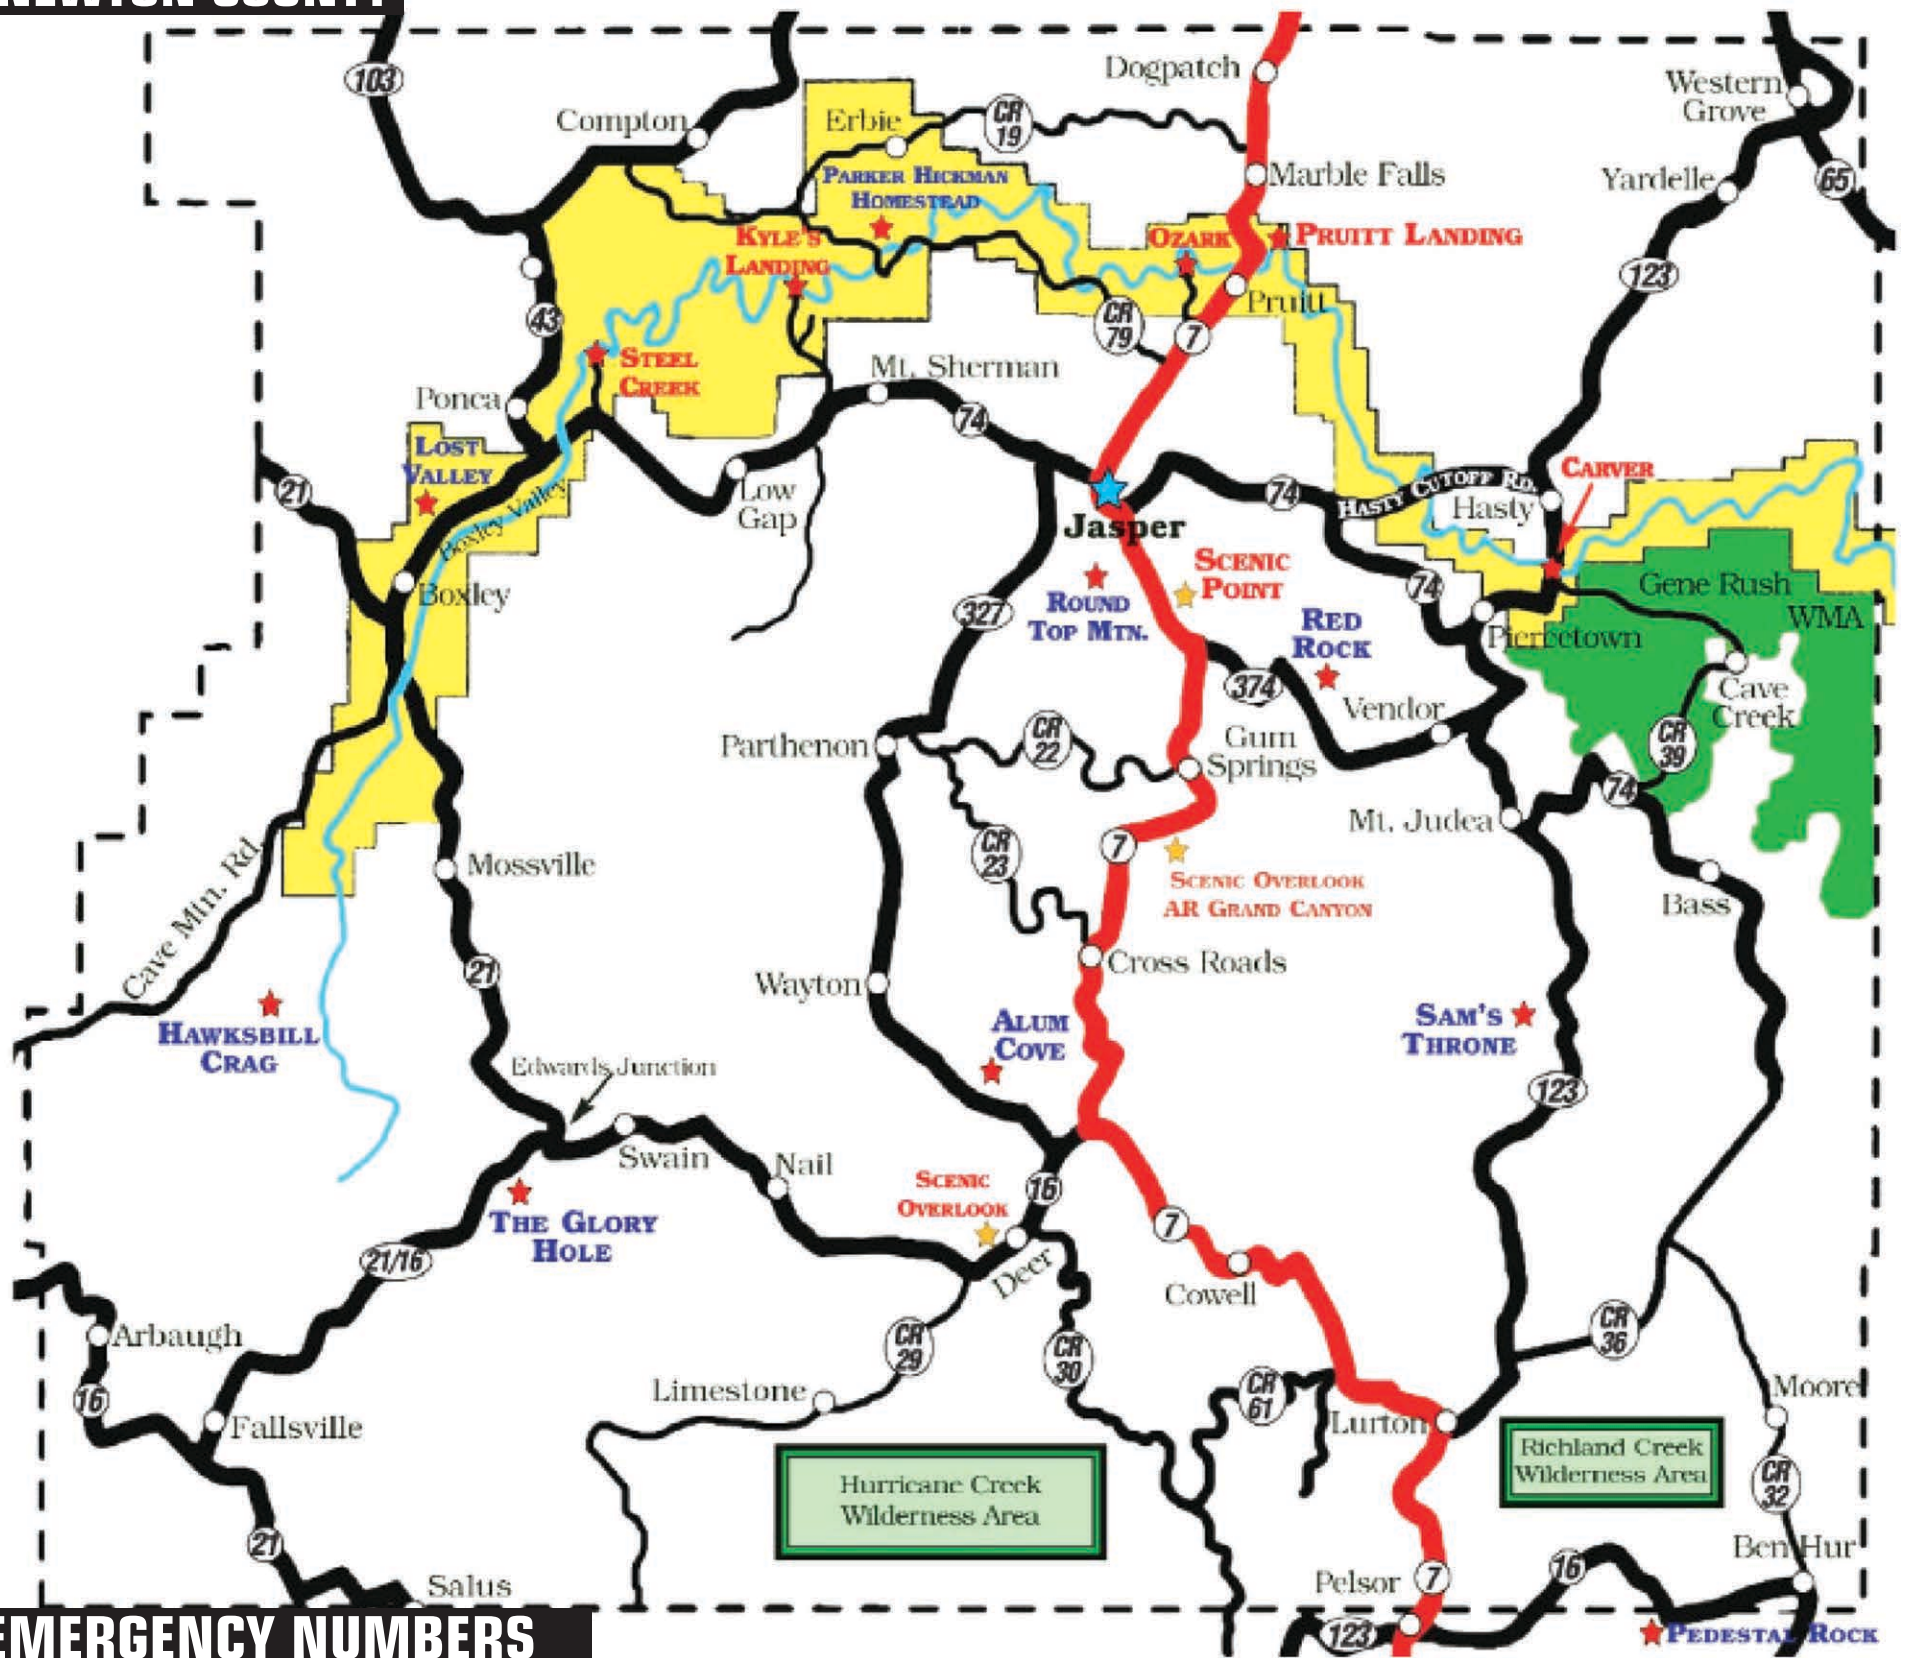 NEWTON COUNTY
103
Dogpatch
Western
Grove
Compton
Erbie
CR
19
Marble Falls
Yardelle
65
PARKER HICKMAN
HOMESTEAD
KYLE'S
LANDING
OZARK
PRUITT LANDING
123
43
Pruitt
CR
79
7
STEEL
CREEK
Mt. Sherman
Ponca
74
LOST
VALLEY
21
Low
Gap
Boxley Valley
74
HASTY CUTOFF RD.
Hasty
CARVER
Jasper
SCENIC
POINT
Boxley
327
ROUND
TOP MTN.
RED
ROCK
74
Gene Rush
WMA
Piercetown
374
Vendor
Cave
Creek
Parthenon
CR
22
Gum
Springs
CR
39
74
Mt. Judea
7
CR
23
Mossville
SCENIC OVERLOOK
AR GRAND CANYON
Bass
Cave Mtn. Rd.
21
Wayton
Cross Roads
HAWKSBILL
CRAG
ALUM
COVE
SAM'S
THRONE
Edwards Junction
123
Swain
Nail
SCENIC
OVERLOOK
16
THE GLORY
HOLE
7
21/16
Deer
Cowell
Arbaugh
CR
29
CR
30
CR
36
16
Limestone
CR
61
Moore
Fallsville
Lurton
Hurricane Creek
Wilderness Area
Richland Creek
Wilderness Area
CR
32
21
Ben Hur
Salus
Pelsor
7
16
123
PEDESTAL ROCK
EMERGENCY NUMBERS